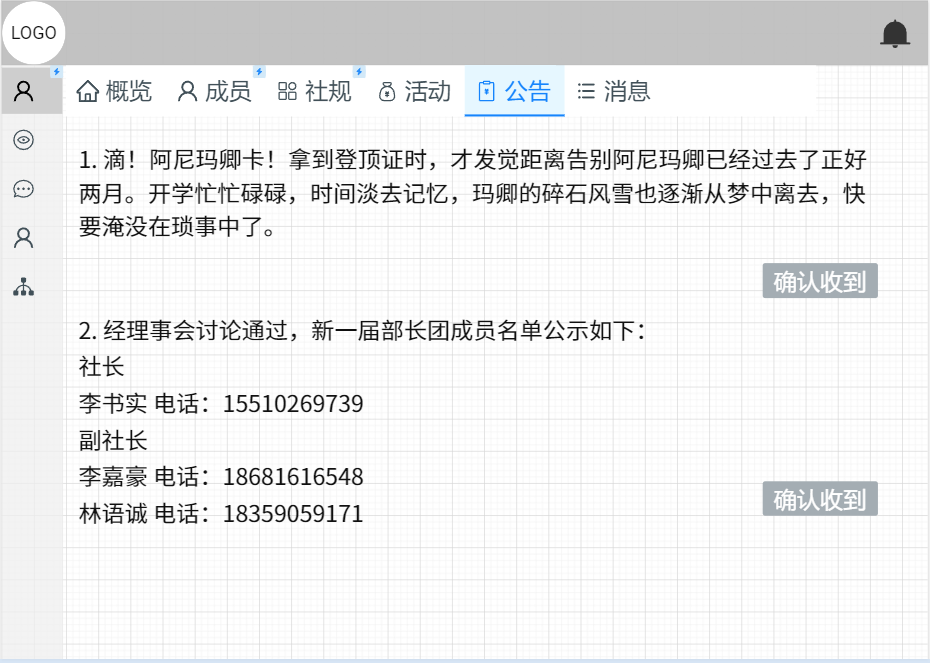 LOGO
概览 成员 社规 活动 公告 消息
1. 滴！阿尼玛卿卡！拿到登顶证时，才发觉距离告别阿尼玛卿已经过去了正好
两月。开学忙忙碌碌，时间淡去记忆，玛卿的碎石风雪也逐渐从梦中离去，快
要淹没在琐事中了。
确认收到
2. 经理事会讨论通过，新一届部长团成员名单公示如下：
社长
李书实 电话：15510269739
副社长
李嘉豪 电话：18681616548
确认收到
林语诚 电话：18359059171